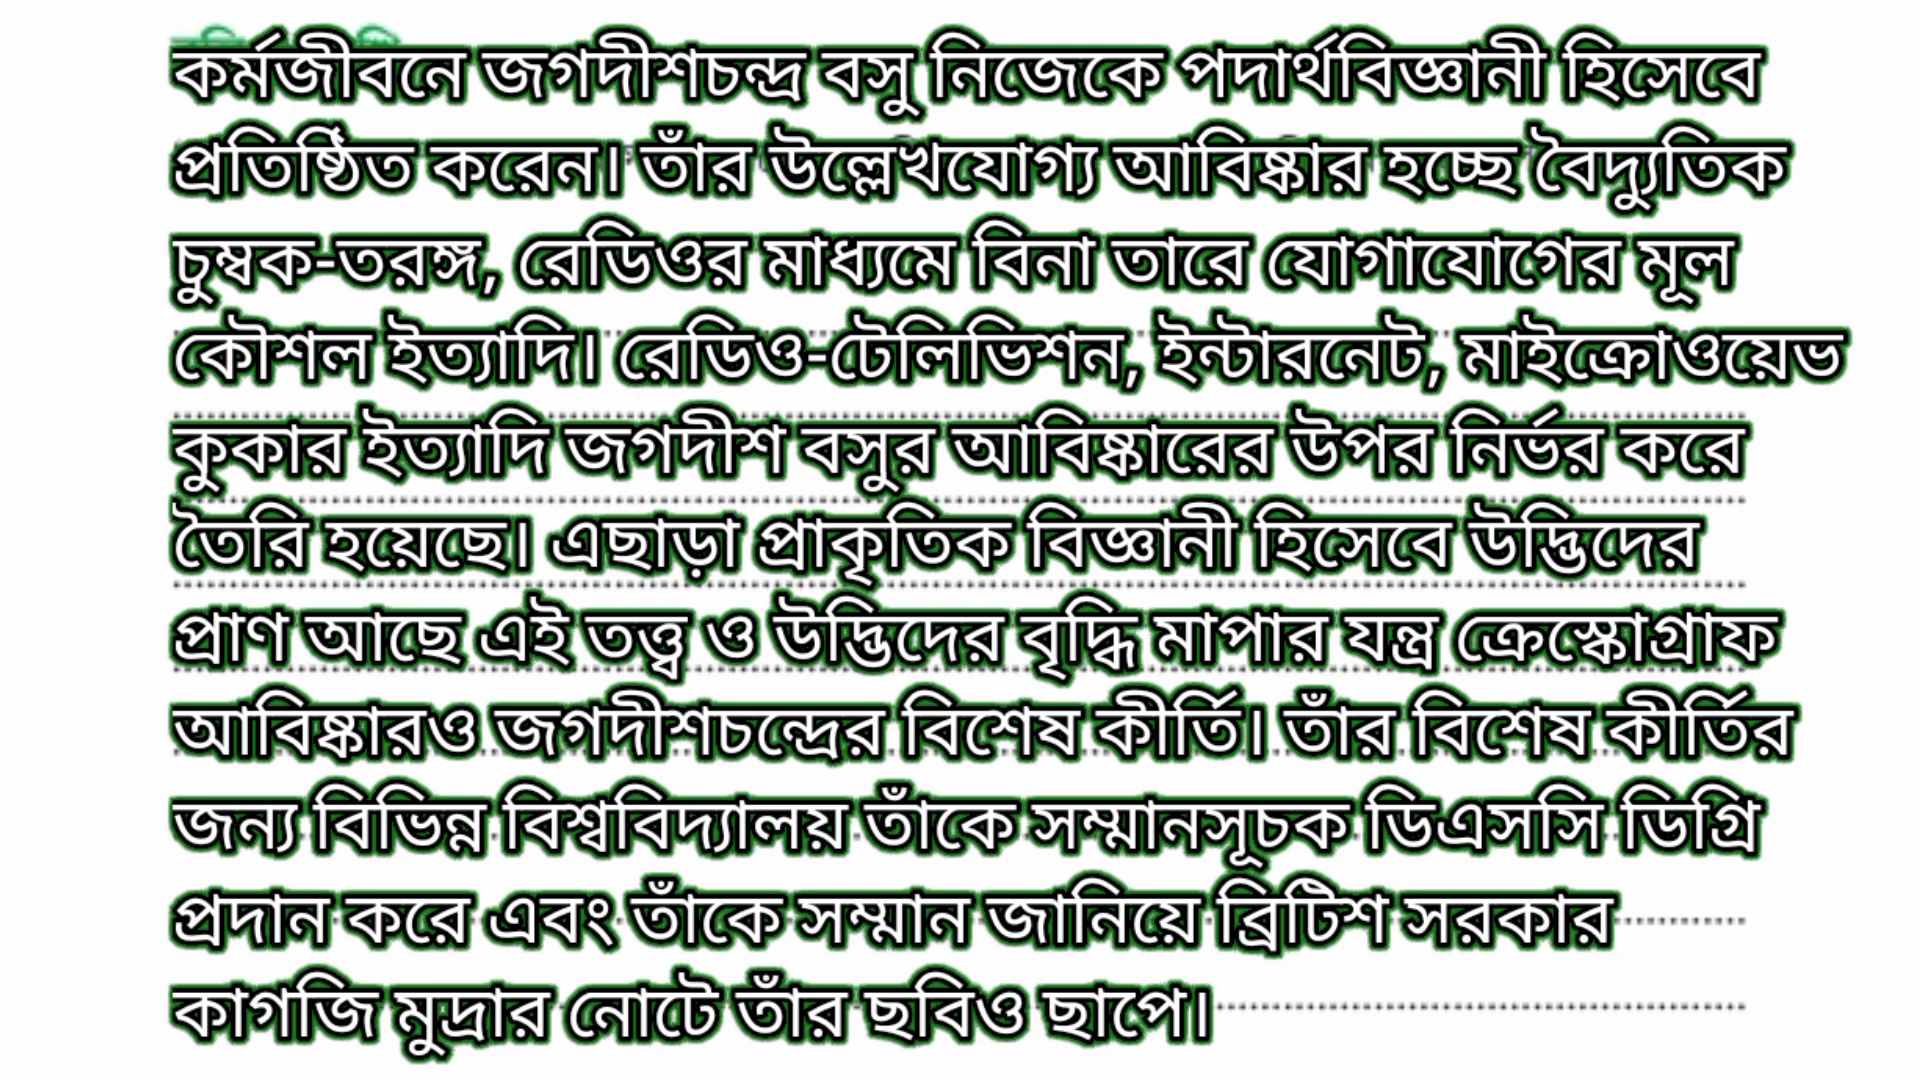 কর্মজীবনে জগদীশচন্দ্র বসু নিজেকে পদার্থবিজ্ঞানী হিসেবে
প্রতিষ্ঠিত করেন। তাঁর উল্লেখযোগ্য আবিষ্কার হচ্ছে বৈদ্যুতিক
চুম্বক-তরঙ্গ, রেডিওর মাধ্যমে বিনা তারে যোগাযোগের মূল
কৌশল ইত্যাদি। রেডিও-টেলিভিশন, ইন্টারনেট, মাইক্রোওয়েভ
কুকার ইত্যাদি জগদীশ বসুর আবিষ্কারের উপর নির্ভর করে
তৈরি হয়েছে। এছাড়া প্রাকৃতিক বিজ্ঞানী হিসেবে উদ্ভিদের
প্রাণ আছে এই তত্ত্ব ও উদ্ভিদের বৃদ্ধি মাপার যন্ত্র ক্রেস্কোগ্রাফ
আবিষ্কারও জগদীশচন্দ্রের বিশেষ কীর্তি। তাঁর বিশেষ কীর্তির
জন্য বিভিন্ন বিশ্ববিদ্যালয় তাঁকে সম্মানসূচক ডিএসসি ডিগ্রি
প্রদান করে এবং তাঁকে সম্মান জানিয়ে ব্রিটিশ সরকার
কাগজি মুদ্রার নোটে তাঁর ছবিও ছাপে।